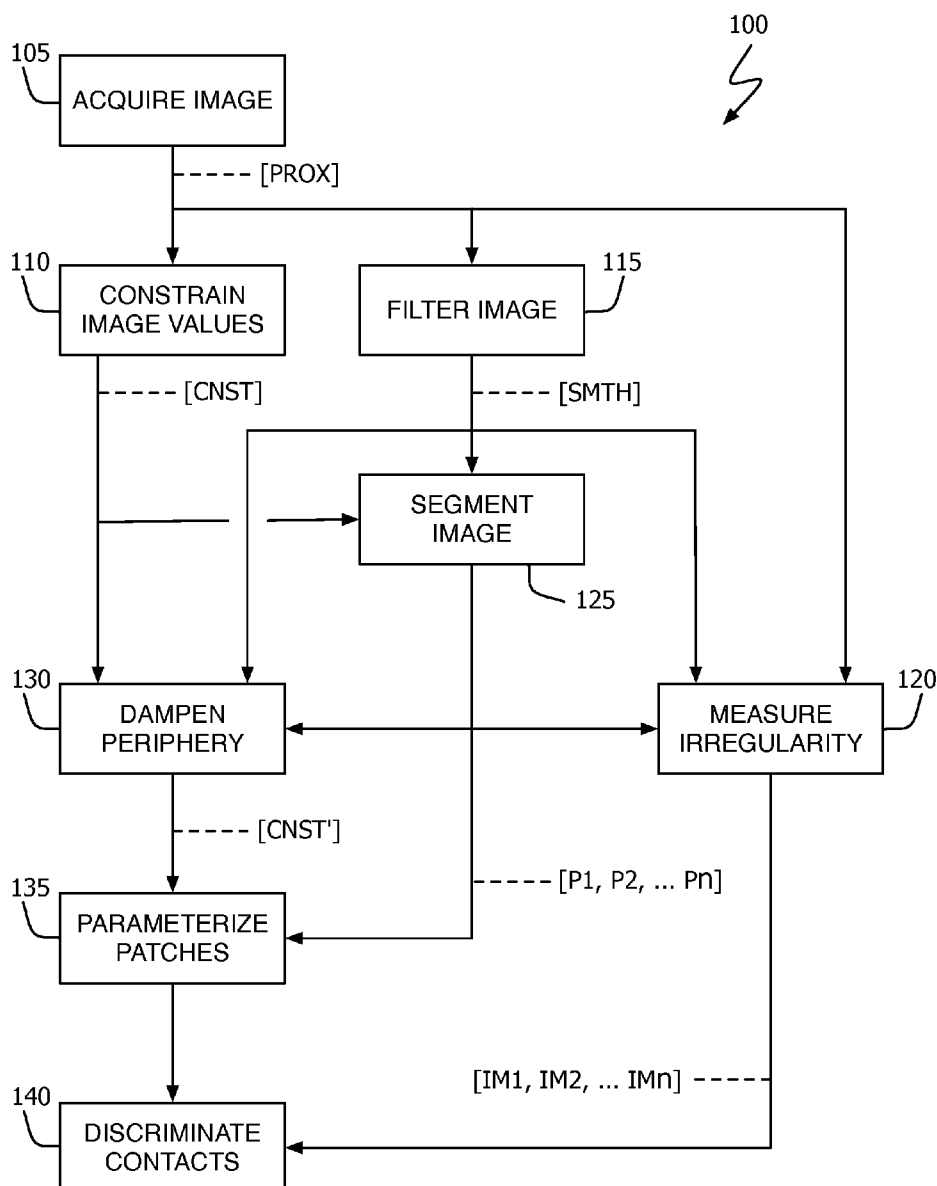 100
105
ACQUIRE IMAGE
[PROX]
110
CONSTRAIN
IMAGE VALUES
115
FILTER IMAGE
[CNST]
[SMTH]
SEGMENT
IMAGE
125
130
DAMPEN
PERIPHERY
120
MEASURE
IRREGULARITY
[CNST']
135
PARAMETERIZE
PATCHES
[P1, P2, ... Pn]
[IM1, IM2, ... IMn]
140
DISCRIMINATE
CONTACTS